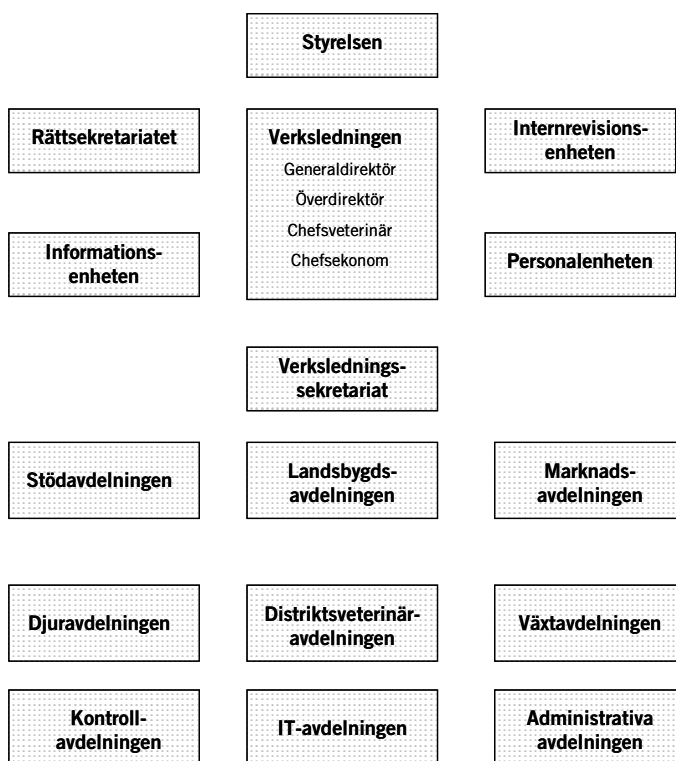 Styrelsen
Rättsekretariatet
Verksledningen
Generaldirektör
Överdirektör
Chefsveterinär
Chefsekonom
Internrevisions-
enheten
Informations-
enheten
Personalenheten
Verkslednings-
sekretariat
Stödavdelningen
Landsbygds-
avdelningen
Marknads-
avdelningen
Djuravdelningen
Distriktsveterinär-
avdelningen
Växtavdelningen
Kontroll-
avdelningen
IT-avdelningen
Administrativa
avdelningen